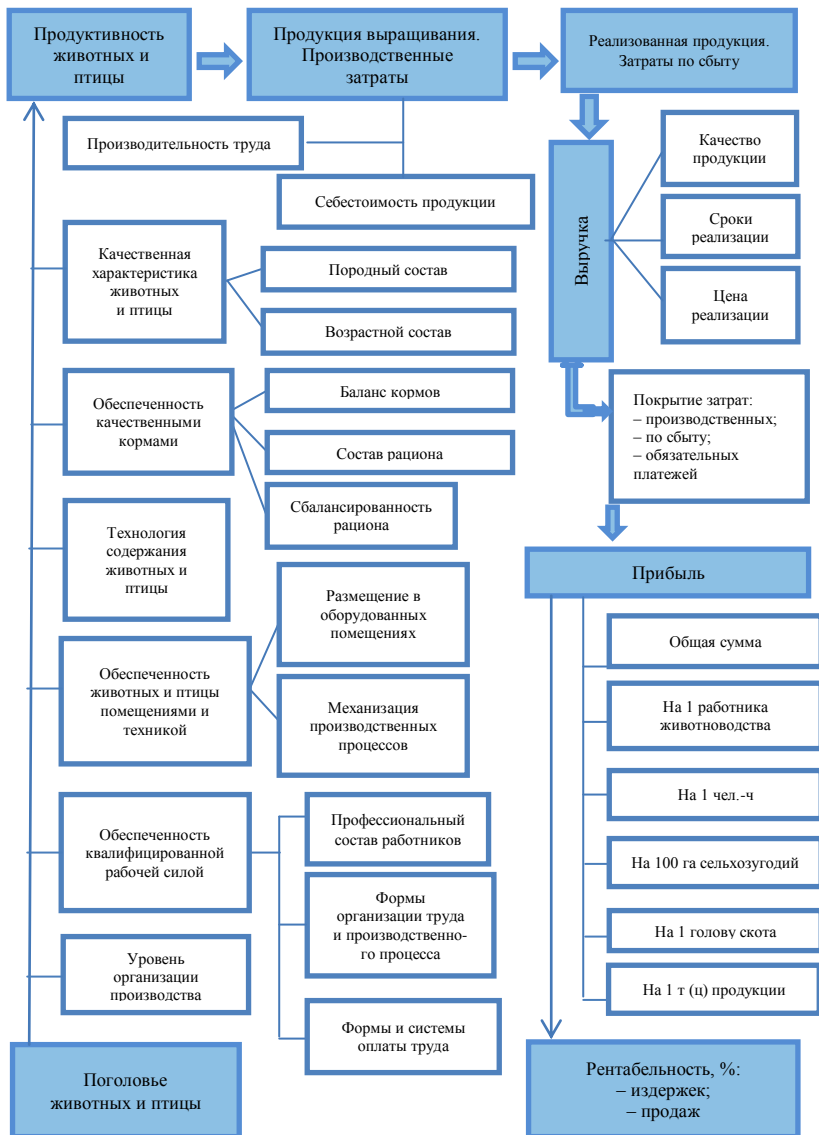 Продуктивность
животных и
птицы
Продукция выращивания.
Производственные
затраты
Реализованная продукция.
Затраты по сбыту
Производительность труда
Себестоимость продукции
Качественная
характеристика
животных
и птицы
Породный состав
Возрастной состав
Обеспеченность
качественными
кормами
Баланс кормов
Состав рациона
Сбалансированность
рациона
Технология
содержания
животных и
птицы
Обеспеченность
животных и птицы
помещениями и
техникой
Размещение в
оборудованных
помещениях
Механизация
производственных
процессов
Обеспеченность
квалифицированной
рабочей силой
Профессиональный
состав работников
Формы
организации труда
и производственно-
го процесса
Формы и системы
оплаты труда
Уровень
организации
производства
Поголовье
животных и птицы
Выручка
Качество
продукции
Сроки
реализации
Цена
реализации
Покрытие затрат:
– производственных;
– по сбыту;
– обязательных
платежей
Прибыль
Общая сумма
На 1 работника
животноводства
На 1 чел.-ч
На 100 га сельхозугодий
На 1 голову скота
На 1 т (ц) продукции
Рентабельность, %:
– издержек;
– продаж